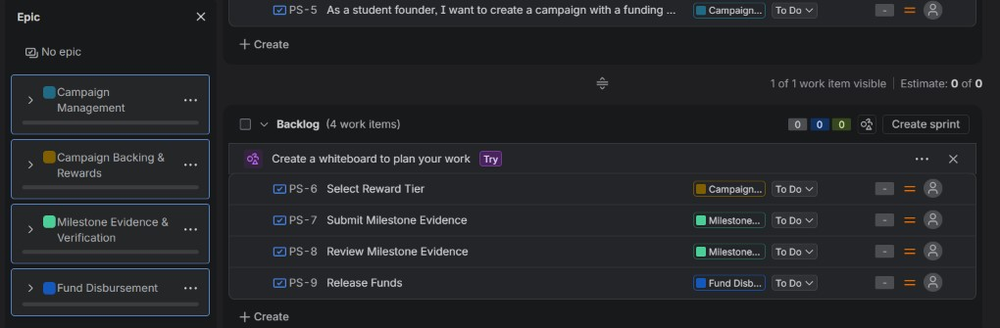 Epic
No epic
Campaign
Management
Campaign Backing &
Rewards
Milestone Evidence &
Verification
Fund Disbursement
PS-5 As a student founder, I want to create a campaign with a funding ... Campaign... To Do -
+ Create
1 of 1 work item visible Estimate: 0 of 0
Backlog (4 work items) 0 0 0 Create sprint
Create a whiteboard to plan your work Try
PS-6 Select Reward Tier Campaign... To Do -
PS-7 Submit Milestone Evidence Milestone... To Do -
PS-8 Review Milestone Evidence Milestone... To Do -
PS-9 Release Funds Fund Disb... To Do -
+ Create